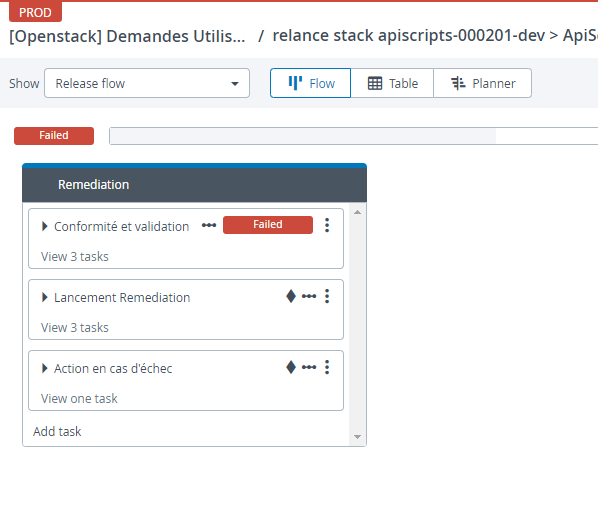 PROD
[Openstack] Demandes Utilis... / relance stack apiscripts-000201-dev > ApiSc
Show Release flow Flow Table Planner
Failed
Remediation
Conformité et validation Failed
View 3 tasks
Lancement Remediation
View 3 tasks
Action en cas d'échec
View one task
Add task